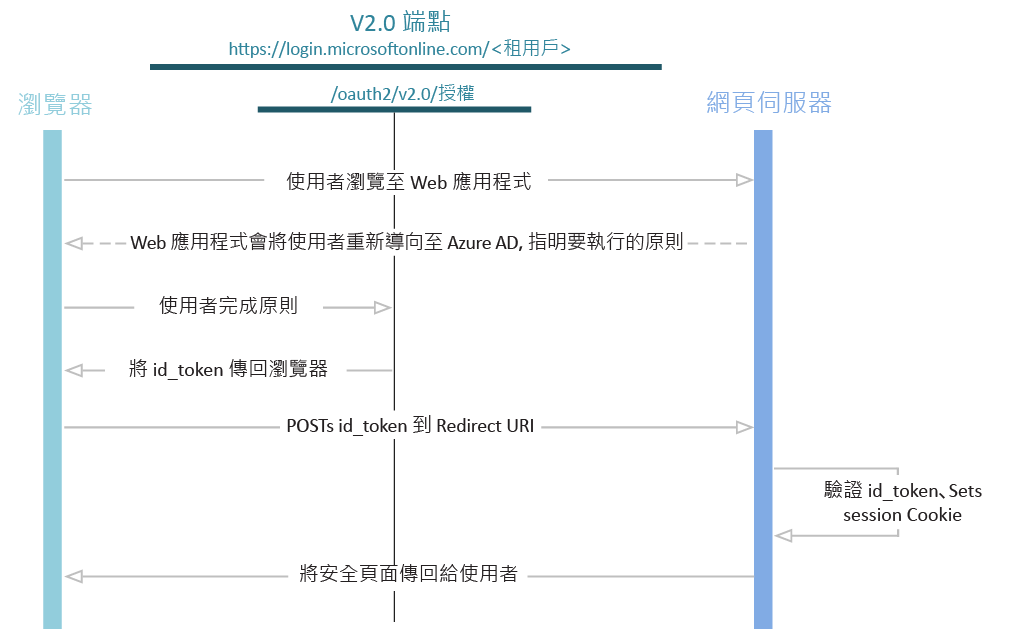 V2.0 端點
https://login.microsoftonline.com/<租用戶>
/oauth2/v2.0/授權
瀏覽器
網頁伺服器
使用者瀏覽至 Web 應用程式
Web 應用程式會將使用者重新導向至 Azure AD, 指明要執行的原則
使用者完成原則
將 id_token 傳回瀏覽器
POSTs id_token 到 Redirect URI
驗證 id_token、Sets
session Cookie
將安全頁面傳回給使用者